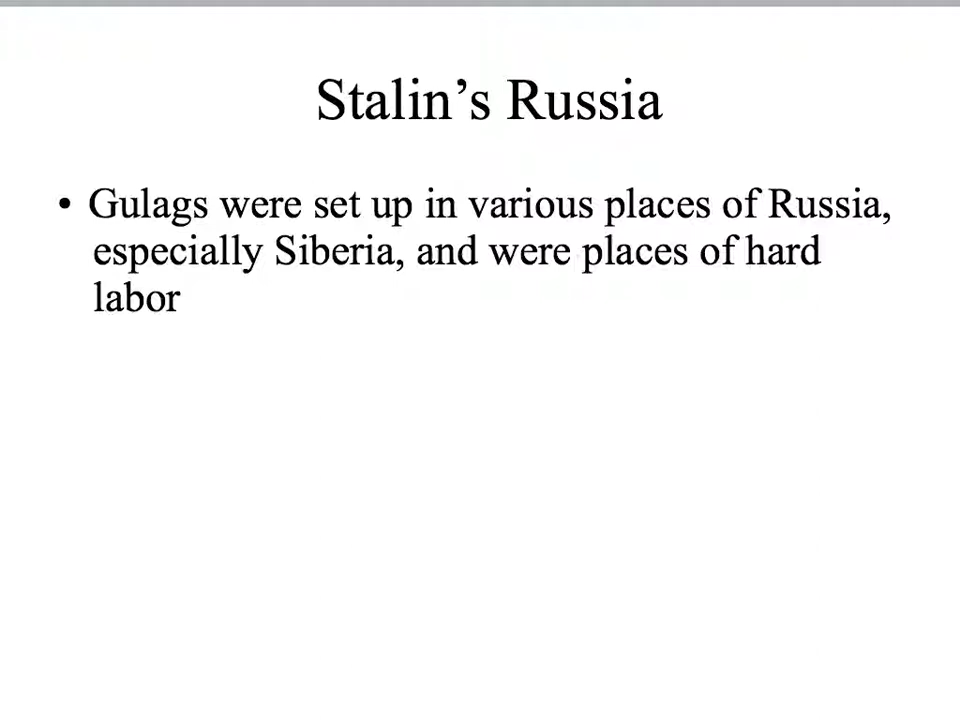 Stalin’s Russia
• Gulags were set up in various places of Russia,
especially Siberia, and were places of hard
labor